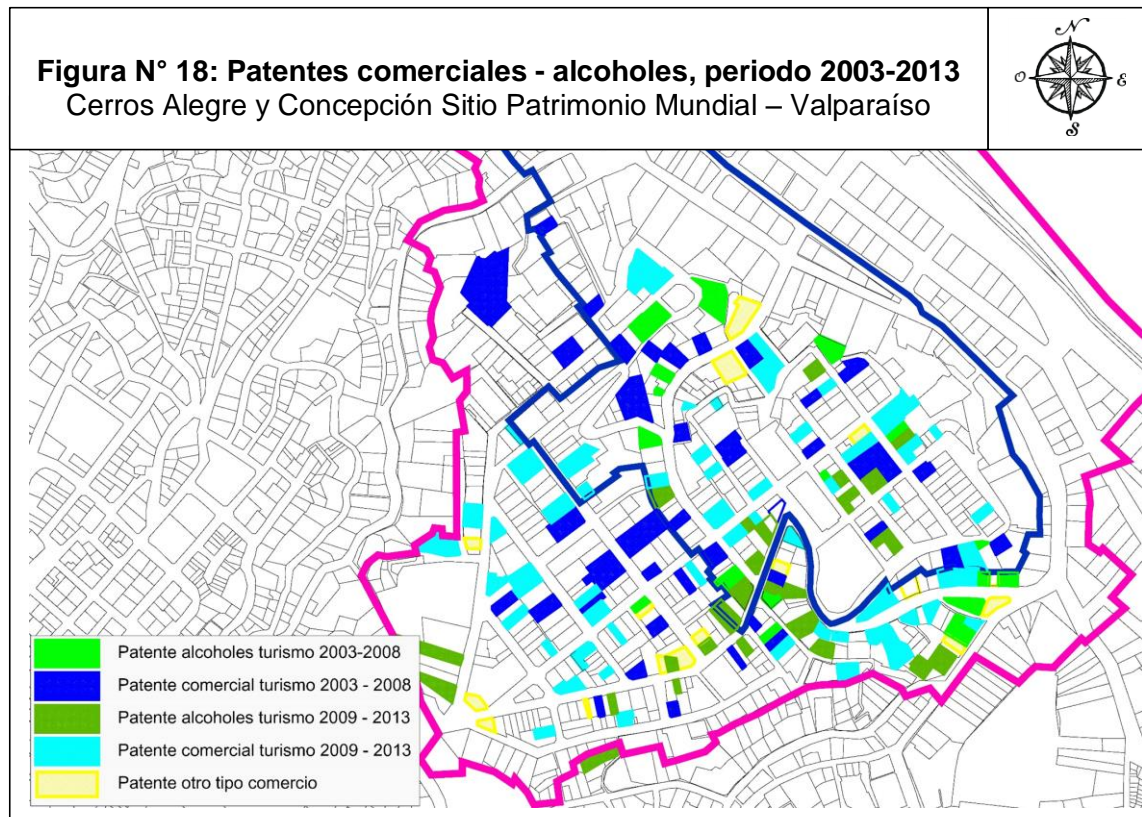 Figura N° 18: Patentes comerciales - alcoholes, periodo 2003-2013
Cerros Alegre y Concepción Sitio Patrimonio Mundial – Valparaíso
N
O
E
S
Patente alcoholes turismo 2003-2008
Patente comercial turismo 2003 - 2008
Patente alcoholes turismo 2009 - 2013
Patente comercial turismo 2009 - 2013
Patente otro tipo comercio